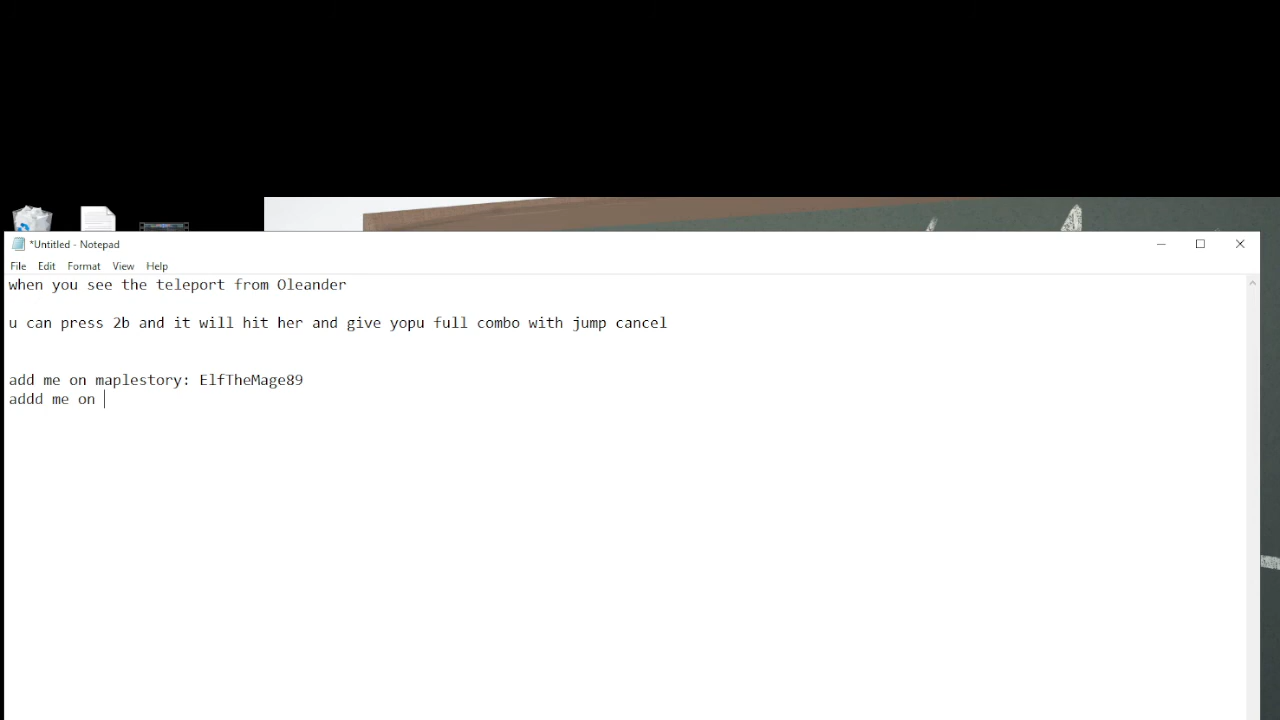 *Untitled - Notepad
File Edit Format View Help
when you see the teleport from Oleander
u can press 2b and it will hit her and give yopu full combo with jump cancel
add me on maplestory: ElfTheMage89
addd me on